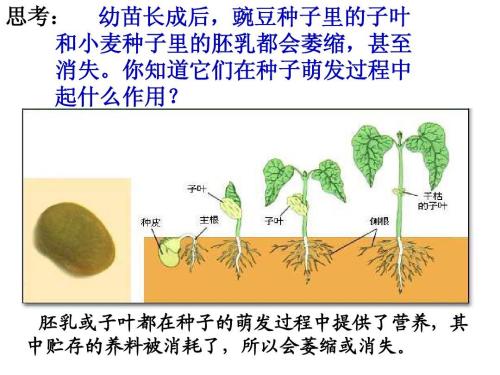 思考： 幼苗长成后，豌豆种子里的子叶
和小麦种子里的胚乳都会萎缩，甚至
消失。你知道它们在种子萌发过程中
起什么作用？
子叶
种皮
主根
子叶
侧根
干枯
的子叶
胚乳或子叶都在种子的萌发过程中提供了营养，其
中贮存的养料被消耗了，所以会萎缩或消失。